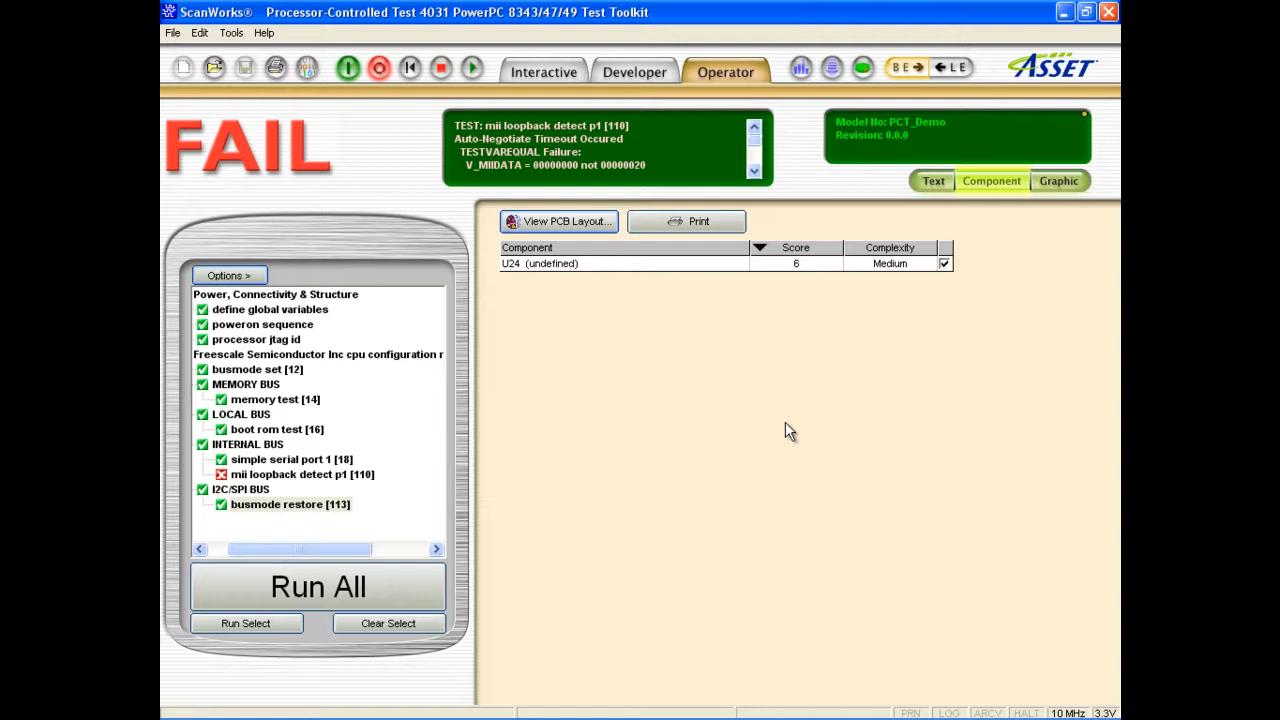 ScanWorks® Processor-Controlled Test 4031 PowerPC 8343/47/49 Test Toolkit
File Edit Tools Help
Interactive Developer Operator BE LE ASSET
FAIL
TEST: mii loopback detect p1 [110]
Auto-Negotiate Timeout Occured
TESTVAREQUAL Failure:
V_MIIDATA = 00000000 not 00000020
Model No: PCT_Demo
Revision: 0.0.0
Text Component Graphic
View PCB Layout... Print
Component Score Complexity
U24 (undefined) 6 Medium
Options >
Power, Connectivity & Structure
define global variables
poweron sequence
processor jtag id
Freescale Semiconductor Inc cpu configuration r
busmode set [12]
MEMORY BUS
memory test [14]
LOCAL BUS
boot rom test [16]
INTERNAL BUS
simple serial port 1 [18]
mii loopback detect p1 [110]
I2C/SPI BUS
busmode restore [113]
Run All
Run Select Clear Select
PRN LOG ARCV HALT 10 MHz 3.3V